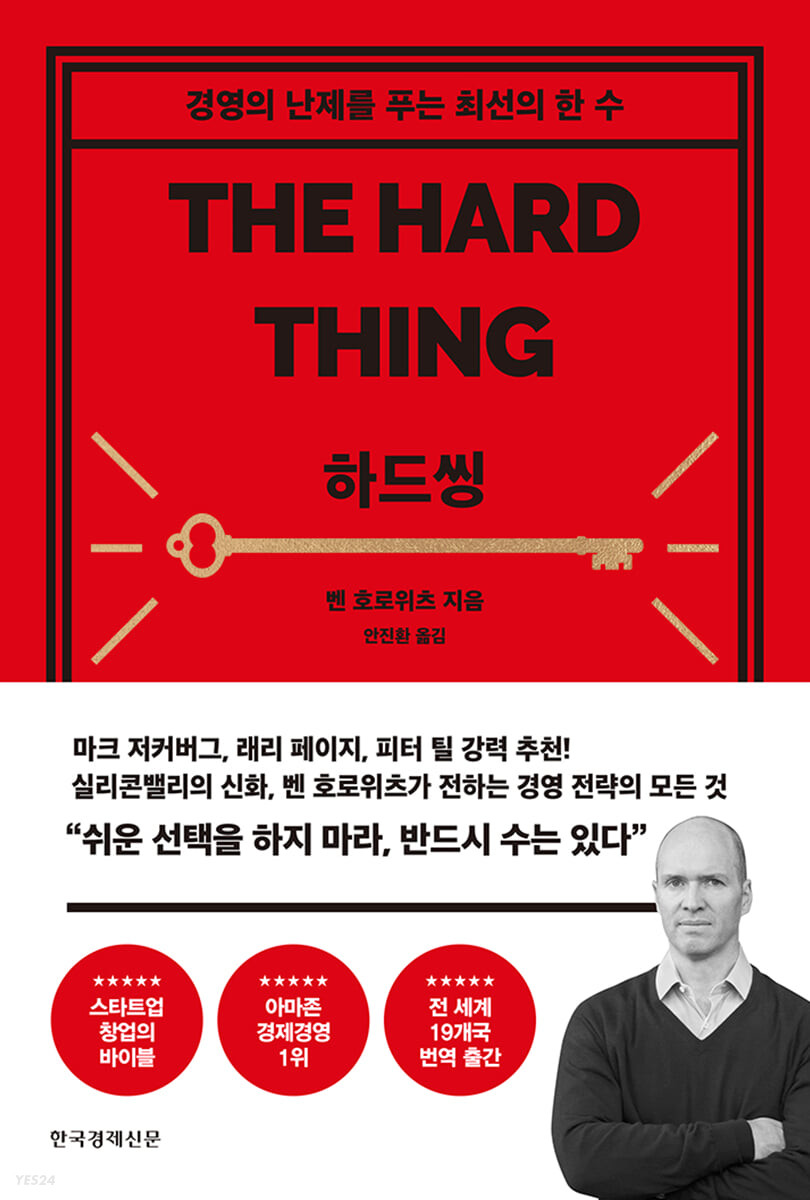 경영의 난제를 푸는 최선의 한 수
THE HARD
THING
하드씽
벤 호로위츠 지음
안진환 옮김
마크 저커버그, 래리 페이지, 피터 틸 강력 추천!
실리콘밸리의 신화, 벤 호로위츠가 전하는 경영 전략의 모든 것
“쉬운 선택을 하지 마라, 반드시 수는 있다”
★★★★★
스타트업
창업의
바이블
★★★★★
아마존
경제경영
1위
★★★★★
전 세계
19개국
번역 출간
한국경제신문
YES24